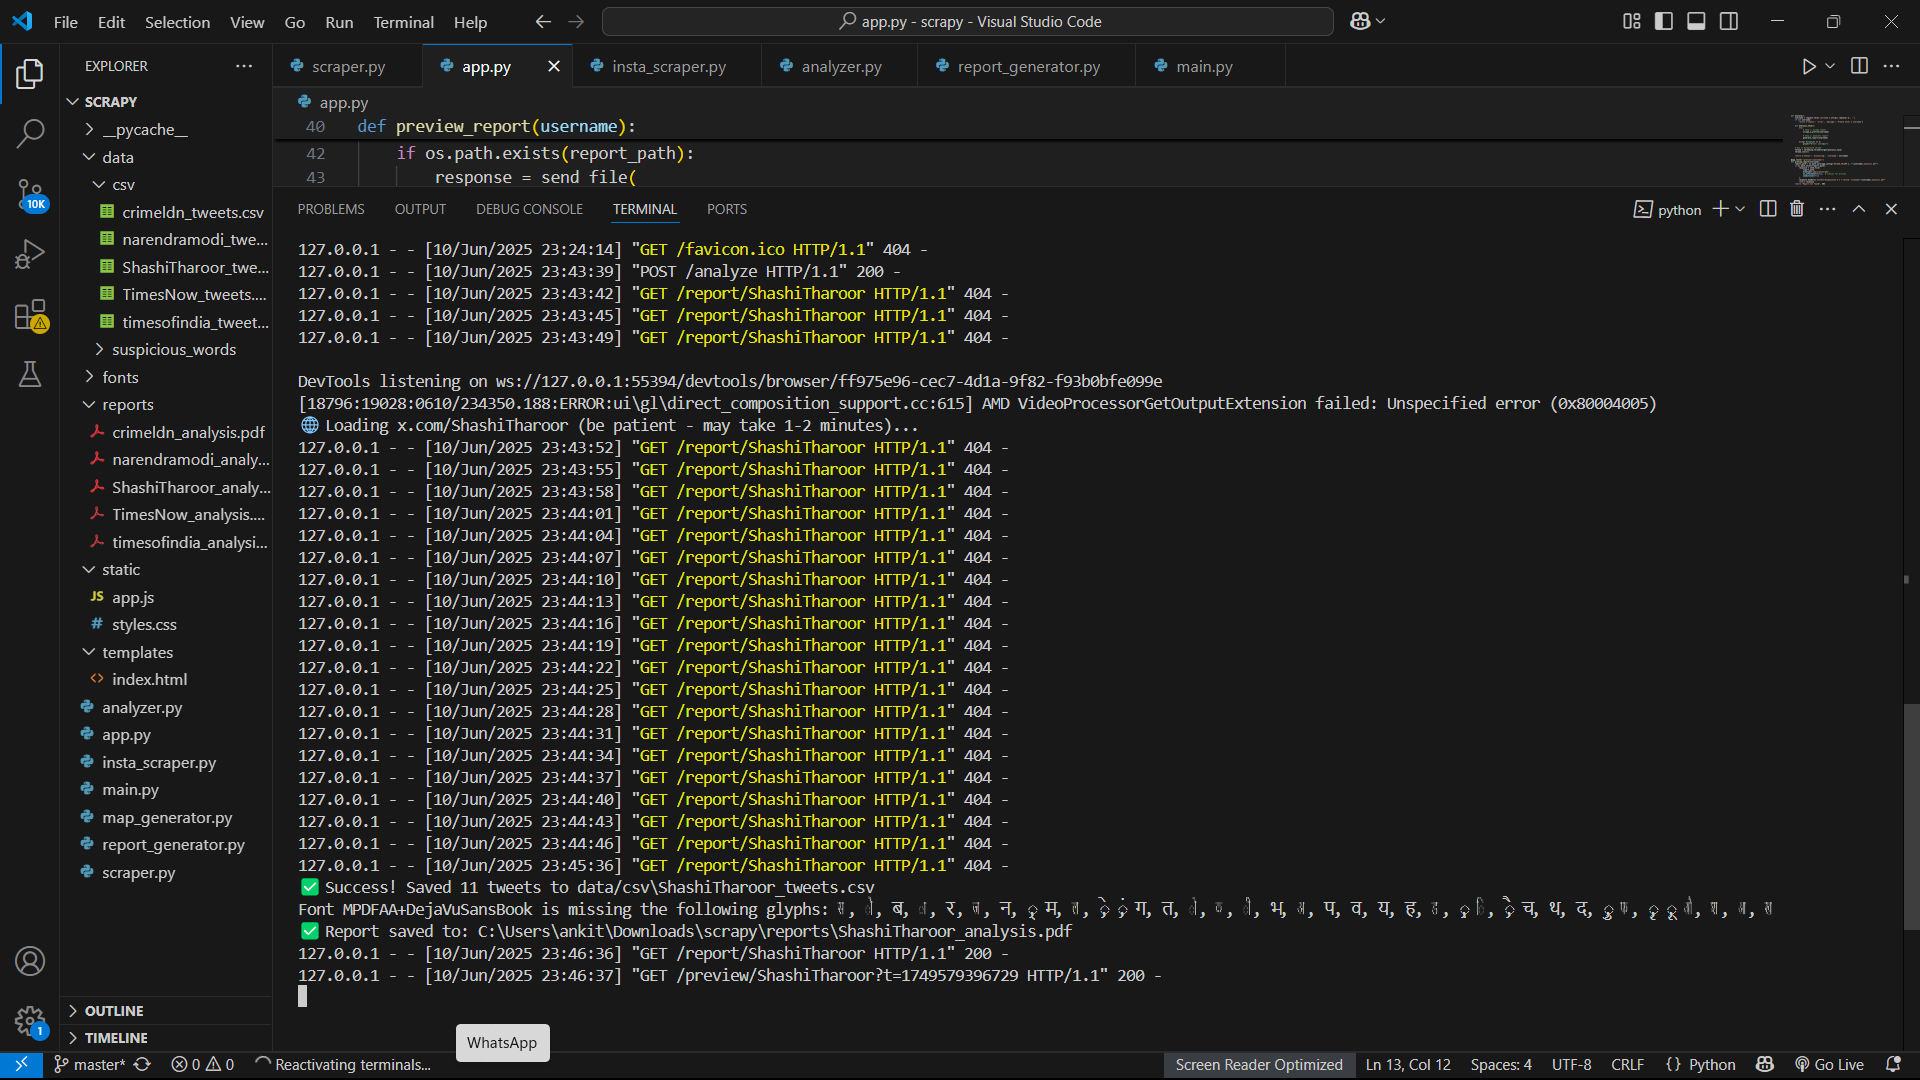 File Edit Selection View Go Run Terminal Help
app.py - scrapy - Visual Studio Code
EXPLORER
scraper.py app.py insta_scraper.py analyzer.py report_generator.py main.py
SCRAPY
__pycache__
data
csv
crimeldn_tweets.csv
narendramodi_twe...
ShashiTharoor_twe...
TimesNow_tweets....
timesofindia_tweet...
suspicious_words
fonts
reports
crimeldn_analysis.pdf
narendramodi_analy...
ShashiTharoor_analy...
TimesNow_analysis....
timesofindia_analysi...
static
JS app.js
# styles.css
templates
<> index.html
analyzer.py
app.py
insta_scraper.py
main.py
map_generator.py
report_generator.py
scraper.py
OUTLINE
TIMELINE
10K
1
app.py
40 def preview_report(username):
42 if os.path.exists(report_path):
43 response = send file(
PROBLEMS OUTPUT DEBUG CONSOLE TERMINAL PORTS
python
127.0.0.1 - - [10/Jun/2025 23:24:14] "GET /favicon.ico HTTP/1.1" 404 -
127.0.0.1 - - [10/Jun/2025 23:43:39] "POST /analyze HTTP/1.1" 200 -
127.0.0.1 - - [10/Jun/2025 23:43:42] "GET /report/ShashiTharoor HTTP/1.1" 404 -
127.0.0.1 - - [10/Jun/2025 23:43:45] "GET /report/ShashiTharoor HTTP/1.1" 404 -
127.0.0.1 - - [10/Jun/2025 23:43:49] "GET /report/ShashiTharoor HTTP/1.1" 404 -
DevTools listening on ws://127.0.0.1:55394/devtools/browser/ff975e96-cec7-4d1a-9f82-f93b0bfe099e
[18796:19028:0610/234350.188:ERROR:ui\gl\direct_composition_support.cc:615] AMD VideoProcessorGetOutputExtension failed: Unspecified error (0x80004005)
🌐 Loading x.com/ShashiTharoor (be patient - may take 1-2 minutes)...
127.0.0.1 - - [10/Jun/2025 23:43:52] "GET /report/ShashiTharoor HTTP/1.1" 404 -
127.0.0.1 - - [10/Jun/2025 23:43:55] "GET /report/ShashiTharoor HTTP/1.1" 404 -
127.0.0.1 - - [10/Jun/2025 23:43:58] "GET /report/ShashiTharoor HTTP/1.1" 404 -
127.0.0.1 - - [10/Jun/2025 23:44:01] "GET /report/ShashiTharoor HTTP/1.1" 404 -
127.0.0.1 - - [10/Jun/2025 23:44:04] "GET /report/ShashiTharoor HTTP/1.1" 404 -
127.0.0.1 - - [10/Jun/2025 23:44:07] "GET /report/ShashiTharoor HTTP/1.1" 404 -
127.0.0.1 - - [10/Jun/2025 23:44:10] "GET /report/ShashiTharoor HTTP/1.1" 404 -
127.0.0.1 - - [10/Jun/2025 23:44:13] "GET /report/ShashiTharoor HTTP/1.1" 404 -
127.0.0.1 - - [10/Jun/2025 23:44:16] "GET /report/ShashiTharoor HTTP/1.1" 404 -
127.0.0.1 - - [10/Jun/2025 23:44:19] "GET /report/ShashiTharoor HTTP/1.1" 404 -
127.0.0.1 - - [10/Jun/2025 23:44:22] "GET /report/ShashiTharoor HTTP/1.1" 404 -
127.0.0.1 - - [10/Jun/2025 23:44:25] "GET /report/ShashiTharoor HTTP/1.1" 404 -
127.0.0.1 - - [10/Jun/2025 23:44:28] "GET /report/ShashiTharoor HTTP/1.1" 404 -
127.0.0.1 - - [10/Jun/2025 23:44:31] "GET /report/ShashiTharoor HTTP/1.1" 404 -
127.0.0.1 - - [10/Jun/2025 23:44:34] "GET /report/ShashiTharoor HTTP/1.1" 404 -
127.0.0.1 - - [10/Jun/2025 23:44:37] "GET /report/ShashiTharoor HTTP/1.1" 404 -
127.0.0.1 - - [10/Jun/2025 23:44:40] "GET /report/ShashiTharoor HTTP/1.1" 404 -
127.0.0.1 - - [10/Jun/2025 23:44:43] "GET /report/ShashiTharoor HTTP/1.1" 404 -
127.0.0.1 - - [10/Jun/2025 23:44:46] "GET /report/ShashiTharoor HTTP/1.1" 404 -
127.0.0.1 - - [10/Jun/2025 23:45:36] "GET /report/ShashiTharoor HTTP/1.1" 404 -
✅ Success! Saved 11 tweets to data/csv\ShashiTharoor_tweets.csv
Font MPDFAA+DejaVuSansBook is missing the following glyphs:
✅ Report saved to: C:\Users\ankit\Downloads\scrapy\reports\ShashiTharoor_analysis.pdf
127.0.0.1 - - [10/Jun/2025 23:46:36] "GET /report/ShashiTharoor HTTP/1.1" 200 -
127.0.0.1 - - [10/Jun/2025 23:46:37] "GET /preview/ShashiTharoor?t=1749579396729 HTTP/1.1" 200 -
WhatsApp
master* 0 0 Reactivating terminals... Screen Reader Optimized Ln 13, Col 12 Spaces: 4 UTF-8 CRLF {} Python Go Live